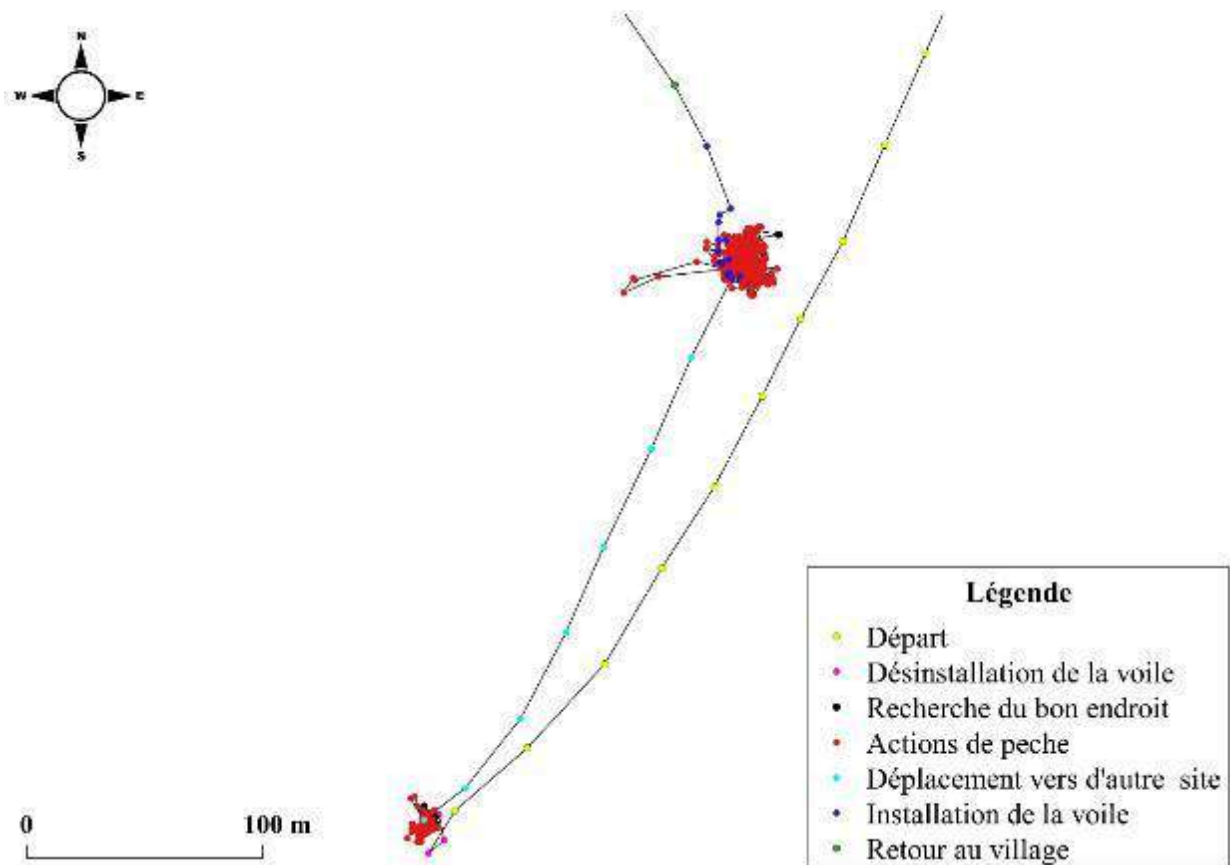 N
W E
S
Légende
Départ
Désinstallation de la voile
Recherche du bon endroit
Actions de peche
Déplacement vers d'autre site
Installation de la voile
Retour au village
0 100 m